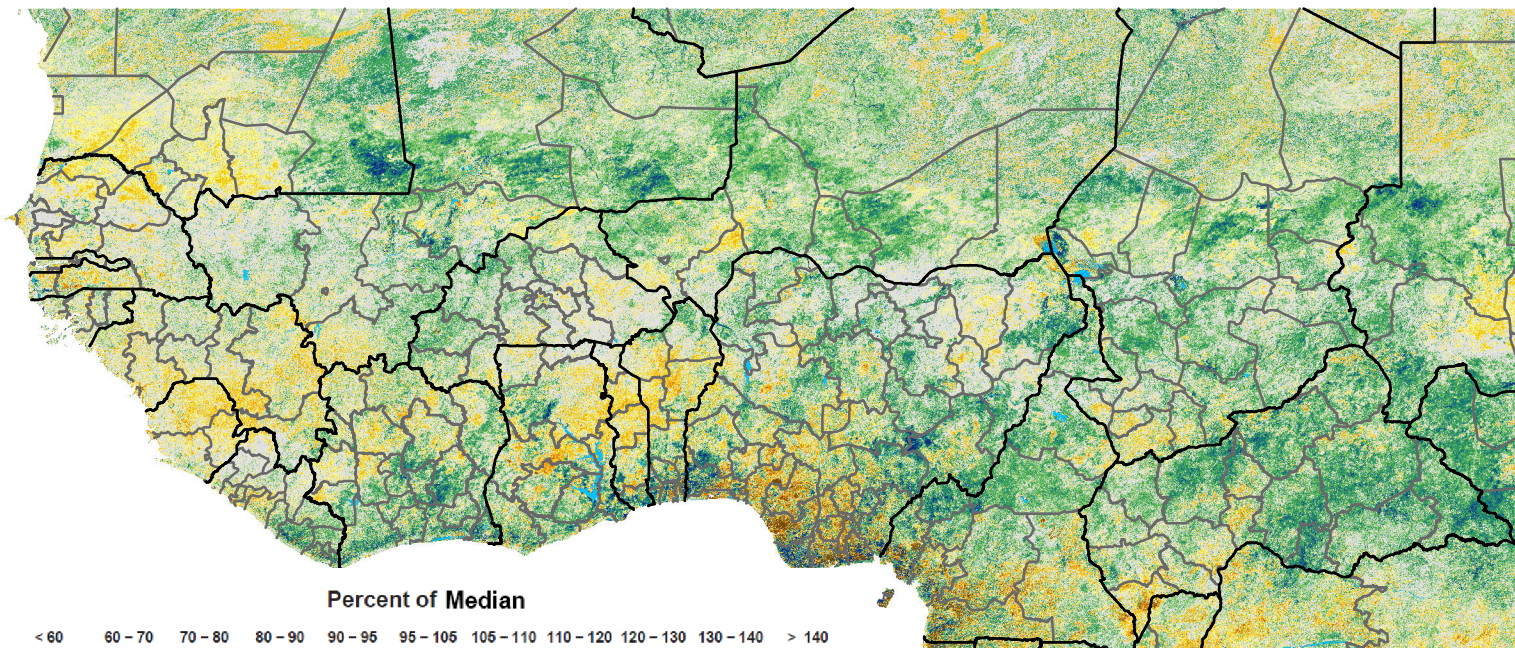 Percent of Median
< 60 60 – 70 70 – 80 80 – 90 90 – 95 95 – 105 105 – 110 110 – 120 120 – 130 130 – 140 > 140